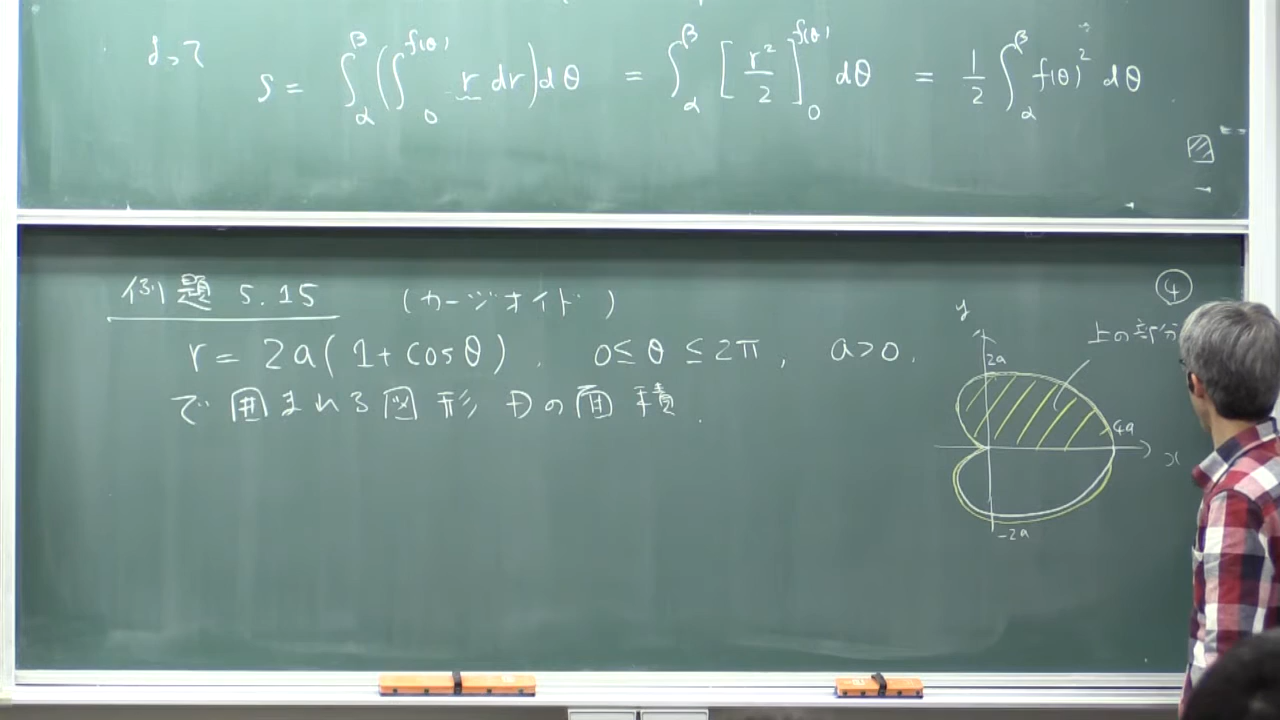 よって S = ∫_α^β (∫_0^{f(θ)} r dr) dθ = ∫_α^β [r²/2]_0^{f(θ)} dθ = 1/2 ∫_α^β f(θ)² dθ
例題 5.15 (カージオイド)
r = 2a(1+cosθ), 0≤θ≤2π, a>0.
で囲まれる図形Dの面積.
④
y
上の部分
2a
4a
x
-2a